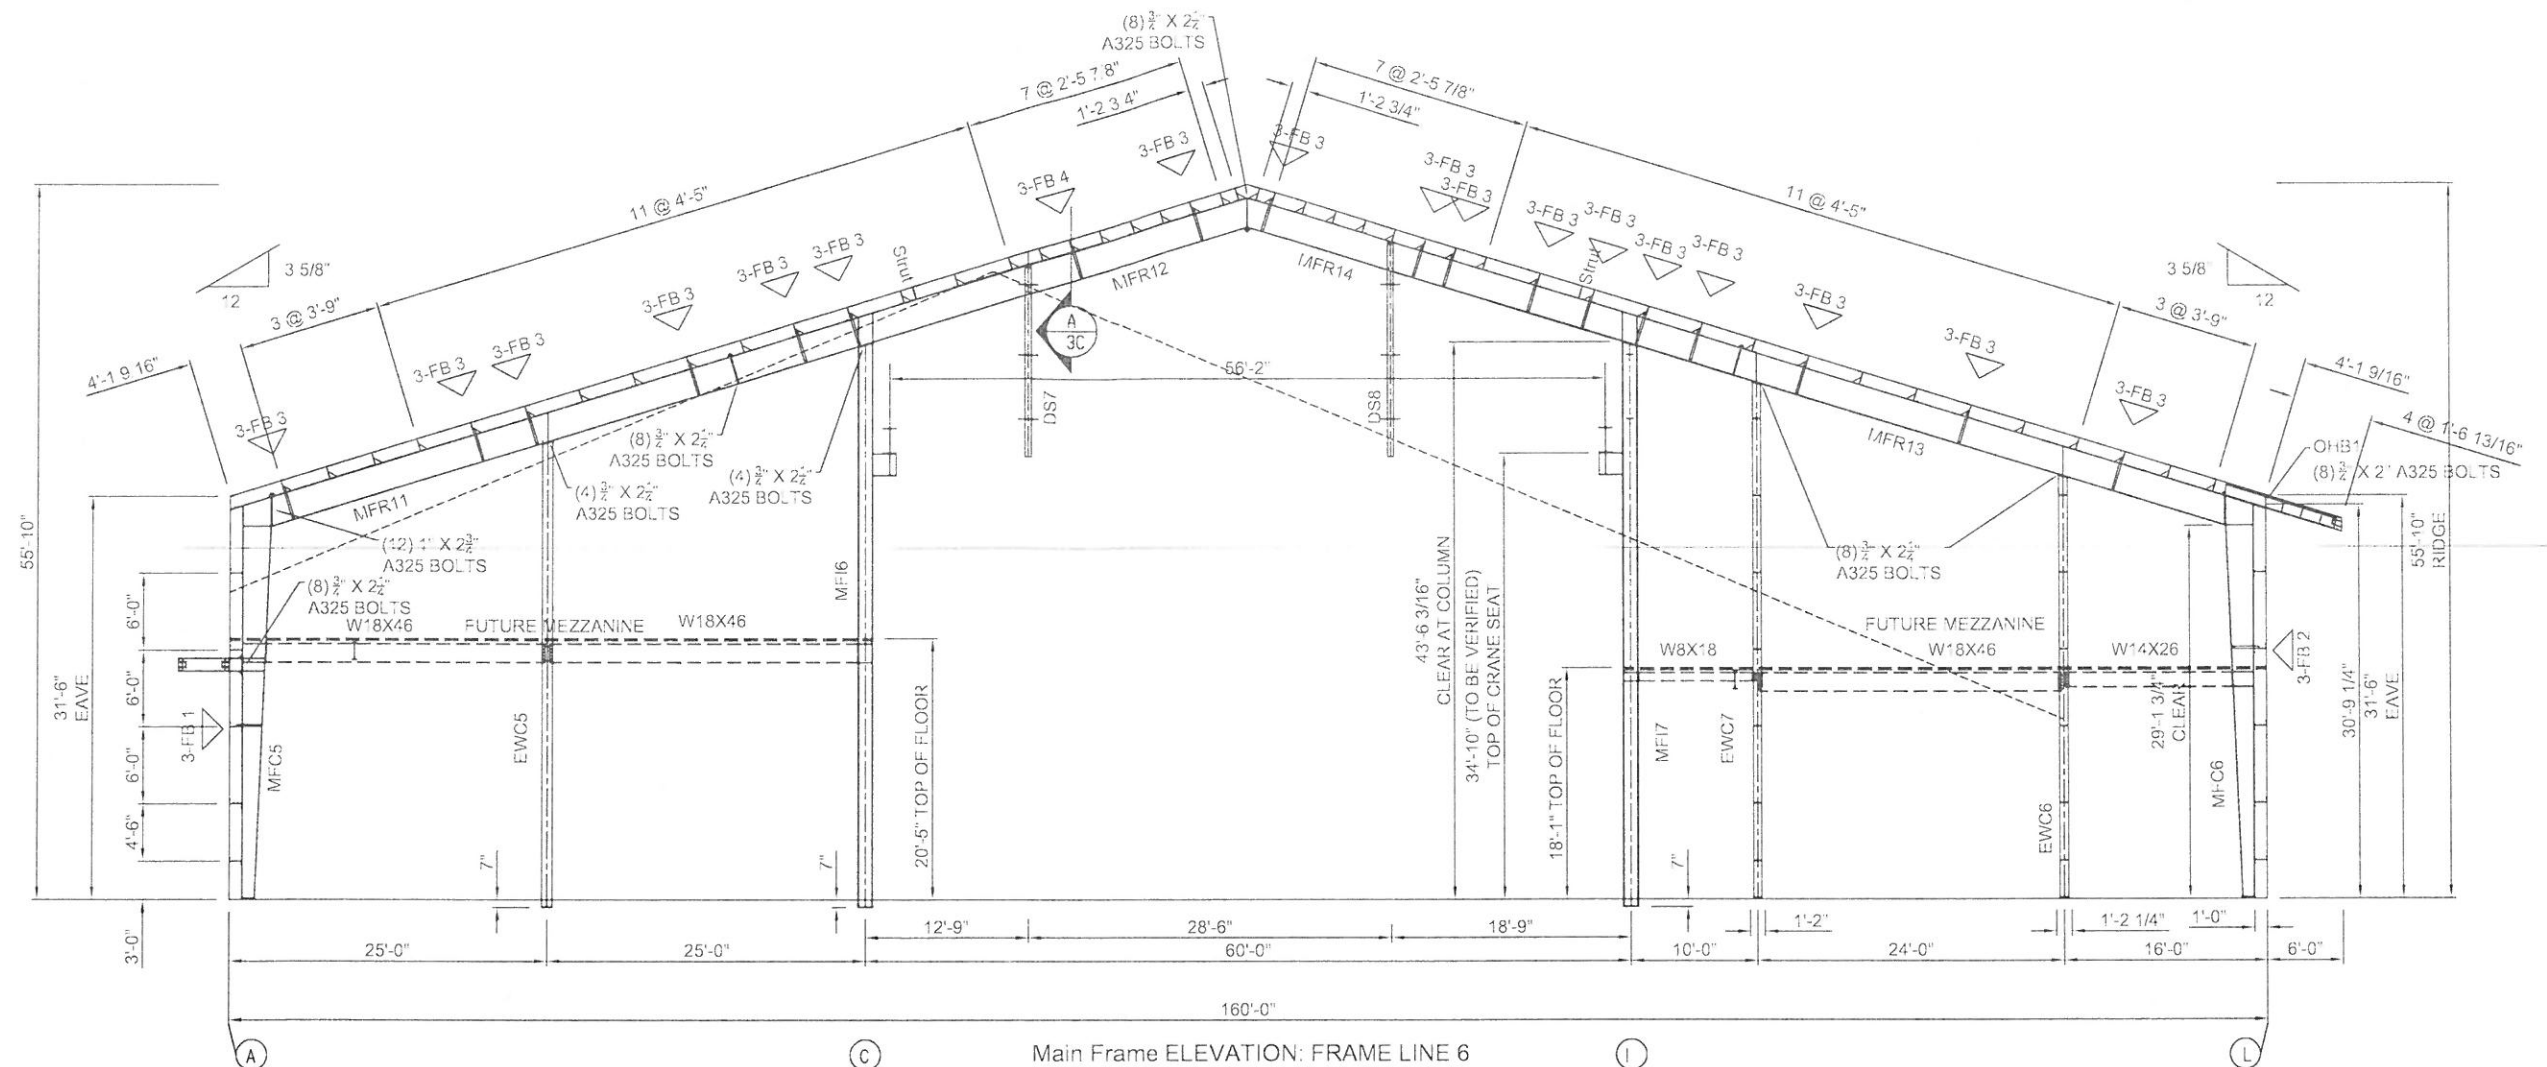 (8) 3/4" X 2 1/2"
A325 BOLTS
7 @ 2'-5 7/8"
1'-2 3/4"
7 @ 2'-5 7/8"
1'-2 3/4"
3-FB 3
3-FB 3
3-FB 4
3-FB 3
3-FB 3
11 @ 4'-5"
11 @ 4'-5"
3-FB 3
3-FB 3
3-FB 3
3-FB 3
3-FB 3
3-FB 3
Strut
Strut
3 5/8"
12
3 5/8"
12
3 @ 3'-9"
3-FB 3
MFR12
MFR14
3-FB 3
3 @ 3'-9"
A
3C
4'-1 9/16"
3-FB 3
3-FB 3
56'-2"
3-FB 3
4'-1 9/16"
3-FB 3
3-FB 3
DS7
DS8
MFR13
4 @ 1'-6 13/16"
OHB1
(8) 3/4" X 2" A325 BOLTS
(8) 3/4" X 2 1/2"
A325 BOLTS
(4) 3/4" X 2 1/2"
A325 BOLTS
(4) 3/4" X 2 1/2"
A325 BOLTS
MFR11
(12) 1" X 2 3/4"
A325 BOLTS
(8) 3/4" X 2 1/2"
A325 BOLTS
(8) 3/4" X 2 1/2"
A325 BOLTS
55'-10"
55'-10"
RIDGE
MFI6
6'-0"
W18X46
FUTURE MEZZANINE
W18X46
43'-6 3/16"
CLEAR AT COLUMN
34'-10" (TO BE VERIFIED)
TOP OF CRANE SEAT
FUTURE MEZZANINE
W8X18
W18X46
W14X26
3-FB 2
31'-6"
EAVE
6'-0"
3-FB 1
6'-0"
4'-6"
MFC5
EWC5
20'-5" TOP OF FLOOR
18'-1" TOP OF FLOOR
MFI7
EWC7
29'-1 3/4"
CLEAR
MFC6
EWC6
30'-9 1/4"
31'-6"
EAVE
7"
7"
7"
3'-0"
12'-9"
28'-6"
18'-9"
1'-2"
1'-2 1/4"
1'-0"
25'-0"
25'-0"
60'-0"
10'-0"
24'-0"
16'-0"
6'-0"
160'-0"
A
C
Main Frame ELEVATION: FRAME LINE 6
I
L